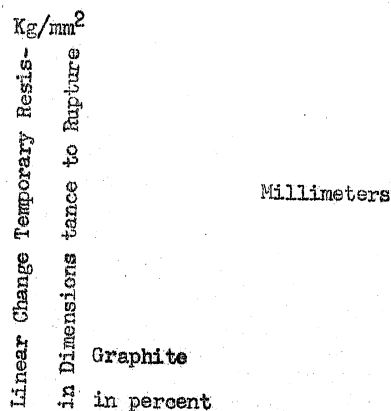 Kg/mm²
Linear Change Temporary Resis-
in Dimensions tance to Rupture
Millimeters
Graphite
in percent